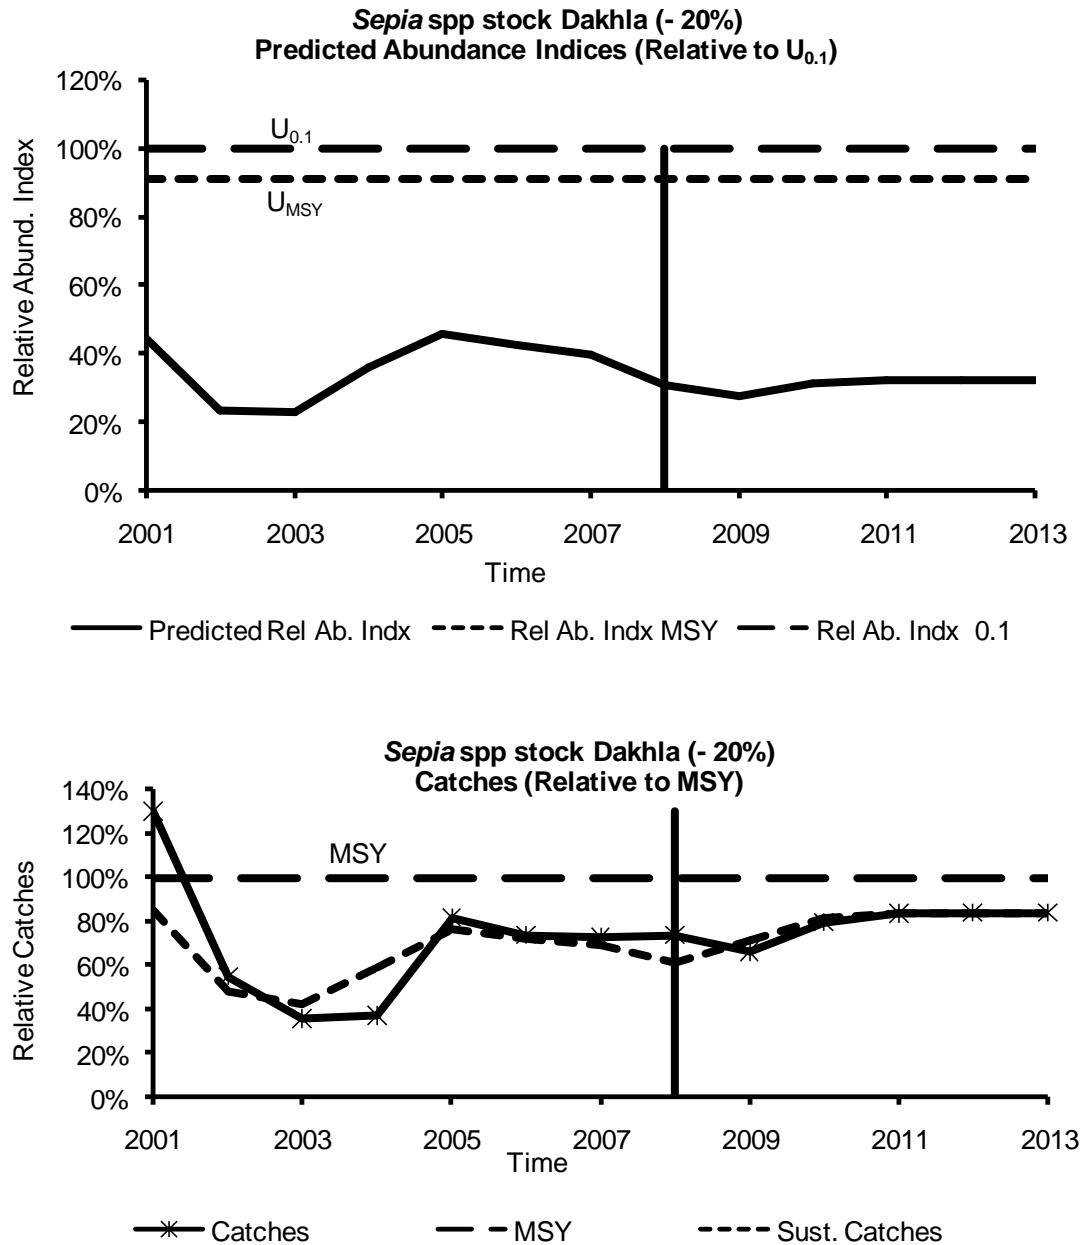 Sepia spp stock Dakhla (- 20%)
Predicted Abundance Indices (Relative to U0.1)
120%
100%
80%
60%
40%
20%
0%
Relative Abund. Index
U0.1
UMSY
2001 2003 2005 2007 2009 2011 2013
Time
Predicted Rel Ab. Indx Rel Ab. Indx MSY Rel Ab. Indx 0.1
Sepia spp stock Dakhla (- 20%)
Catches (Relative to MSY)
140%
120%
100%
80%
60%
40%
20%
0%
Relative Catches
MSY
2001 2003 2005 2007 2009 2011 2013
Time
Catches MSY Sust. Catches